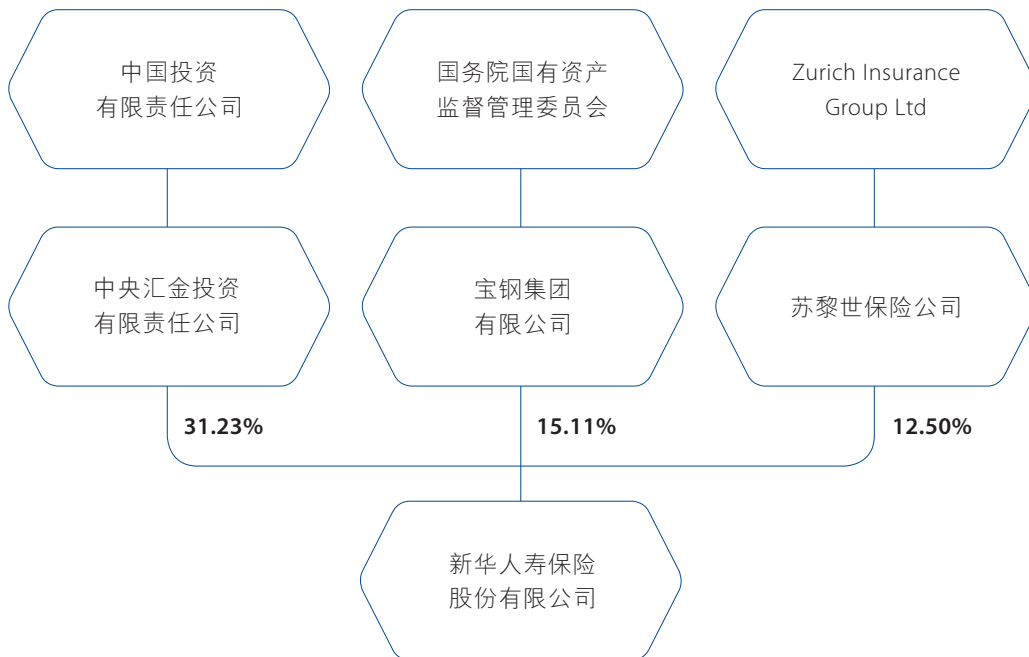 中国投资
有限责任公司
国务院国有资产
监督管理委员会
Zurich Insurance
Group Ltd
中央汇金投资
有限责任公司
宝钢集团
有限公司
苏黎世保险公司
31.23%
15.11%
12.50%
新华人寿保险
股份有限公司